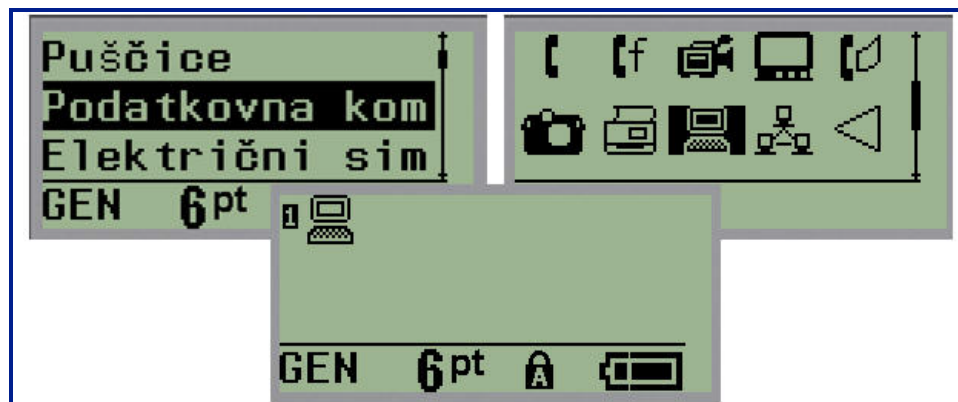 Puščice
Podatkovna kom
Električni sim
GEN 6pt
1
GEN 6pt A